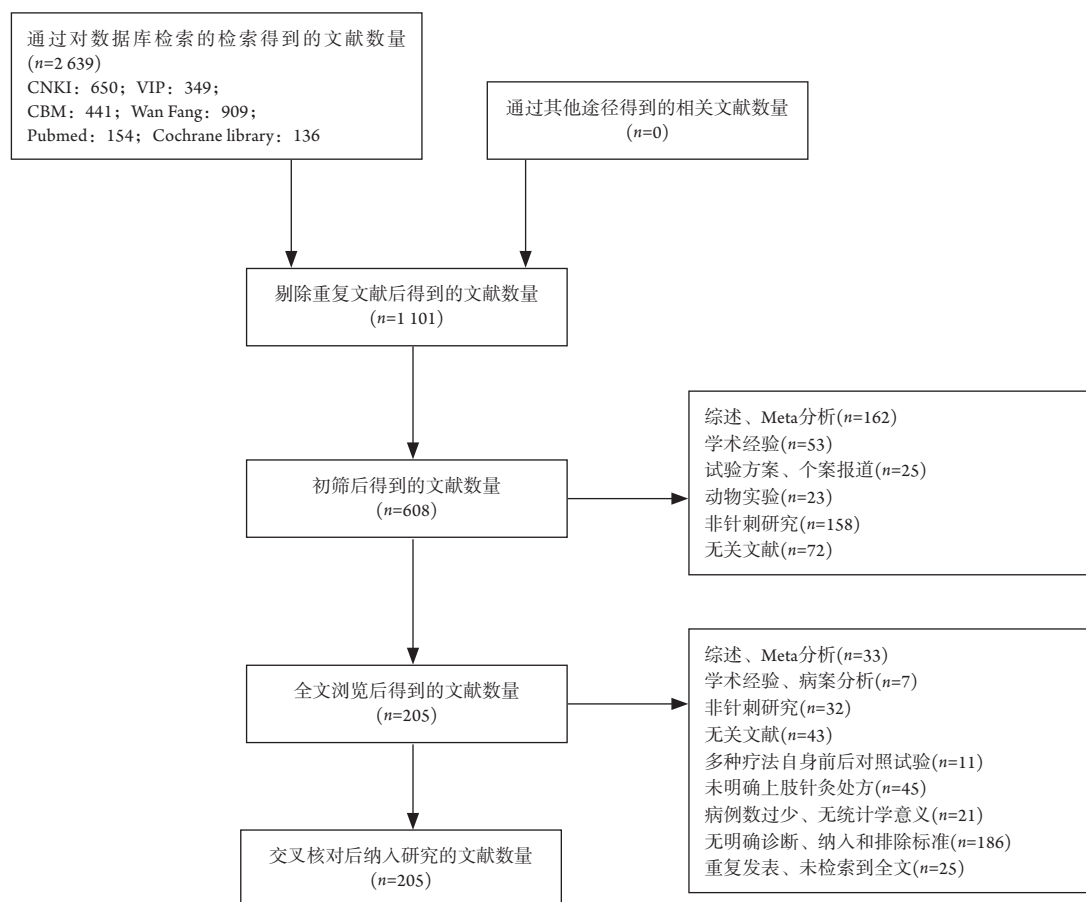 通过对数据库检索的检索得到的文献数量
(n=2 639)
CNKI：650；VIP：349；
CBM：441；Wan Fang：909；
Pubmed：154；Cochrane library：136
通过其他途径得到的相关文献数量
(n=0)
剔除重复文献后得到的文献数量
(n=1 101)
初筛后得到的文献数量
(n=608)
综述、Meta分析(n=162)
学术经验(n=53)
试验方案、个案报道(n=25)
动物实验(n=23)
非针刺研究(n=158)
无关文献(n=72)
全文浏览后得到的文献数量
(n=205)
综述、Meta分析(n=33)
学术经验、病案分析(n=7)
非针刺研究(n=32)
无关文献(n=43)
多种疗法自身前后对照试验(n=11)
未明确上肢针灸处方(n=45)
病例数过少、无统计学意义(n=21)
无明确诊断、纳入和排除标准(n=186)
重复发表、未检索到全文(n=25)
交叉核对后纳入研究的文献数量
(n=205)